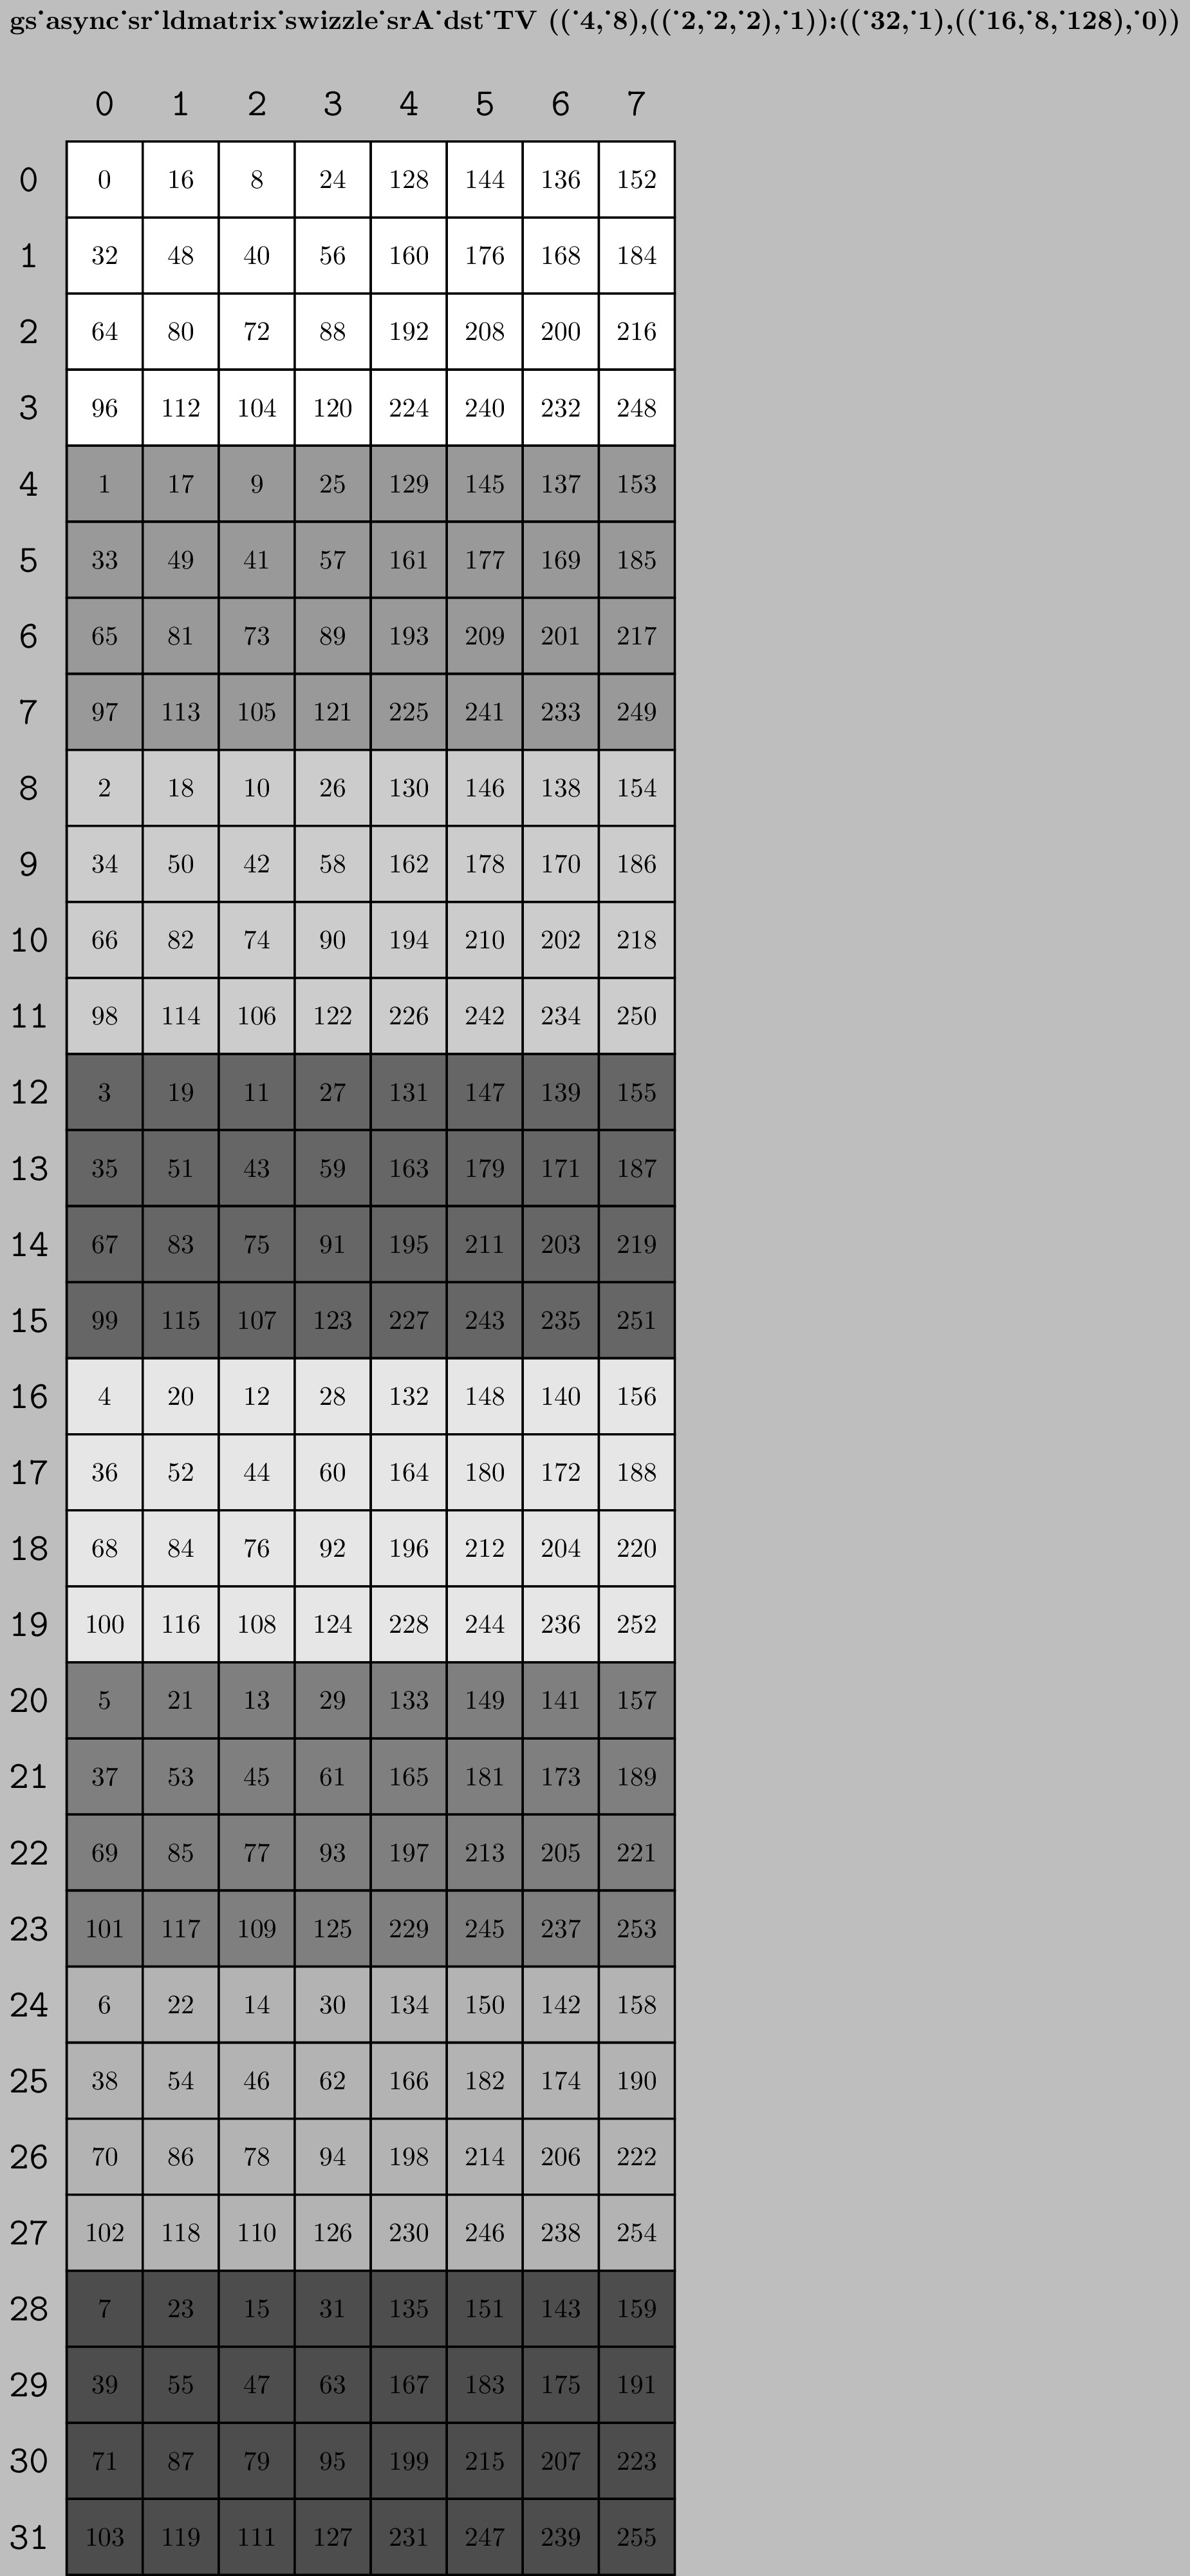 gs˙async˙sr˙ldmatrix˙swizzle˙srA˙dst˙TV ((˙4,˙8),((˙2,˙2,˙2),˙1)):((˙32,˙1),((˙16,˙8,˙128),˙0))
0 1 2 3 4 5 6 7
0 0 16 8 24 128 144 136 152
1 32 48 40 56 160 176 168 184
2 64 80 72 88 192 208 200 216
3 96 112 104 120 224 240 232 248
4 1 17 9 25 129 145 137 153
5 33 49 41 57 161 177 169 185
6 65 81 73 89 193 209 201 217
7 97 113 105 121 225 241 233 249
8 2 18 10 26 130 146 138 154
9 34 50 42 58 162 178 170 186
10 66 82 74 90 194 210 202 218
11 98 114 106 122 226 242 234 250
12 3 19 11 27 131 147 139 155
13 35 51 43 59 163 179 171 187
14 67 83 75 91 195 211 203 219
15 99 115 107 123 227 243 235 251
16 4 20 12 28 132 148 140 156
17 36 52 44 60 164 180 172 188
18 68 84 76 92 196 212 204 220
19 100 116 108 124 228 244 236 252
20 5 21 13 29 133 149 141 157
21 37 53 45 61 165 181 173 189
22 69 85 77 93 197 213 205 221
23 101 117 109 125 229 245 237 253
24 6 22 14 30 134 150 142 158
25 38 54 46 62 166 182 174 190
26 70 86 78 94 198 214 206 222
27 102 118 110 126 230 246 238 254
28 7 23 15 31 135 151 143 159
29 39 55 47 63 167 183 175 191
30 71 87 79 95 199 215 207 223
31 103 119 111 127 231 247 239 255